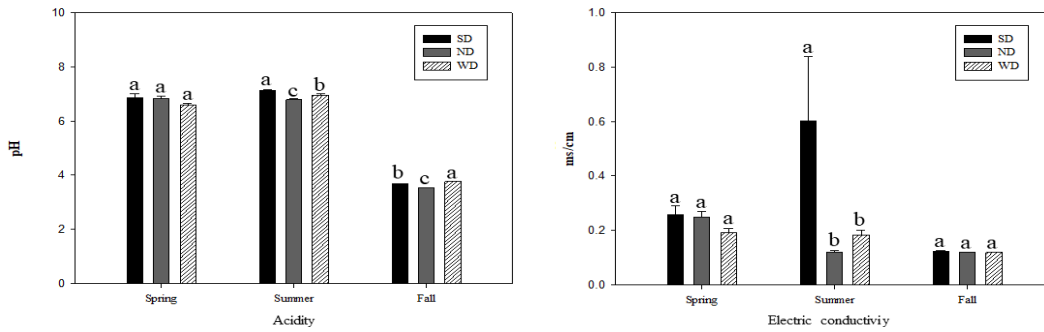 10
8
6
4
2
0
pH
SD
ND
WD
a a a
a c b
b c a
Spring Summer Fall
Acidity
1.0
0.8
0.6
0.4
0.2
0.0
ms/cm
SD
ND
WD
a a a
a b b
a a a
Spring Summer Fall
Electric conductiviy